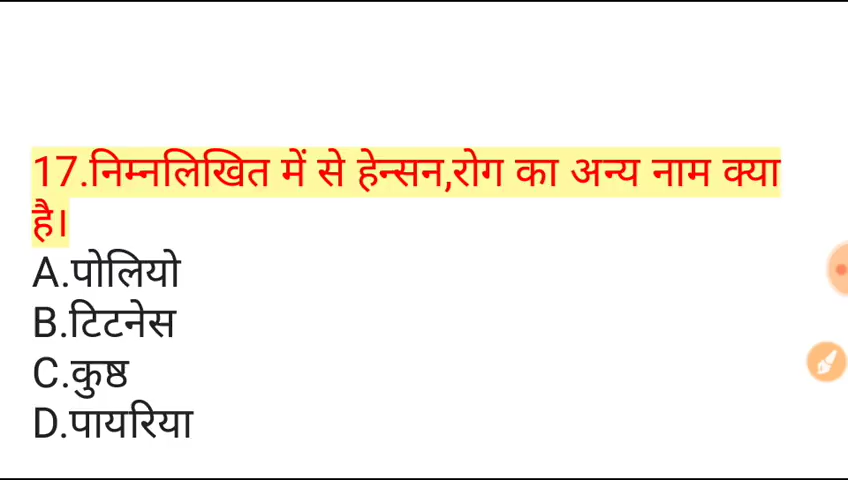 17.निम्नलिखित में से हेन्सन,रोग का अन्य नाम क्या
है।
A.पोलियो
B.टिटनेस
C.कुष्ठ
D.पायरिया